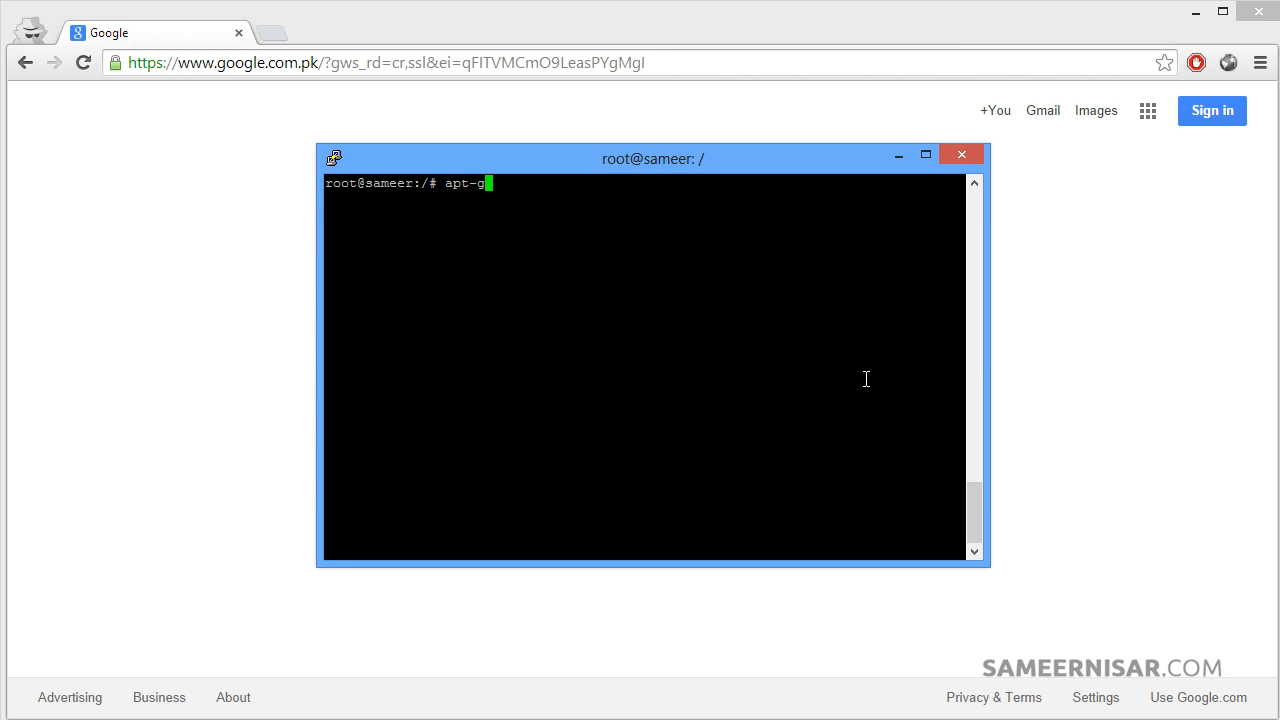 Google
https://www.google.com.pk/?gws_rd=cr,ssl&ei=qFITVMCmO9LeasPYgMgI
+You Gmail Images Sign in
root@sameer: /
root@sameer:/# apt-g
SAMEERNISAR.COM
Advertising Business About Privacy & Terms Settings Use Google.com